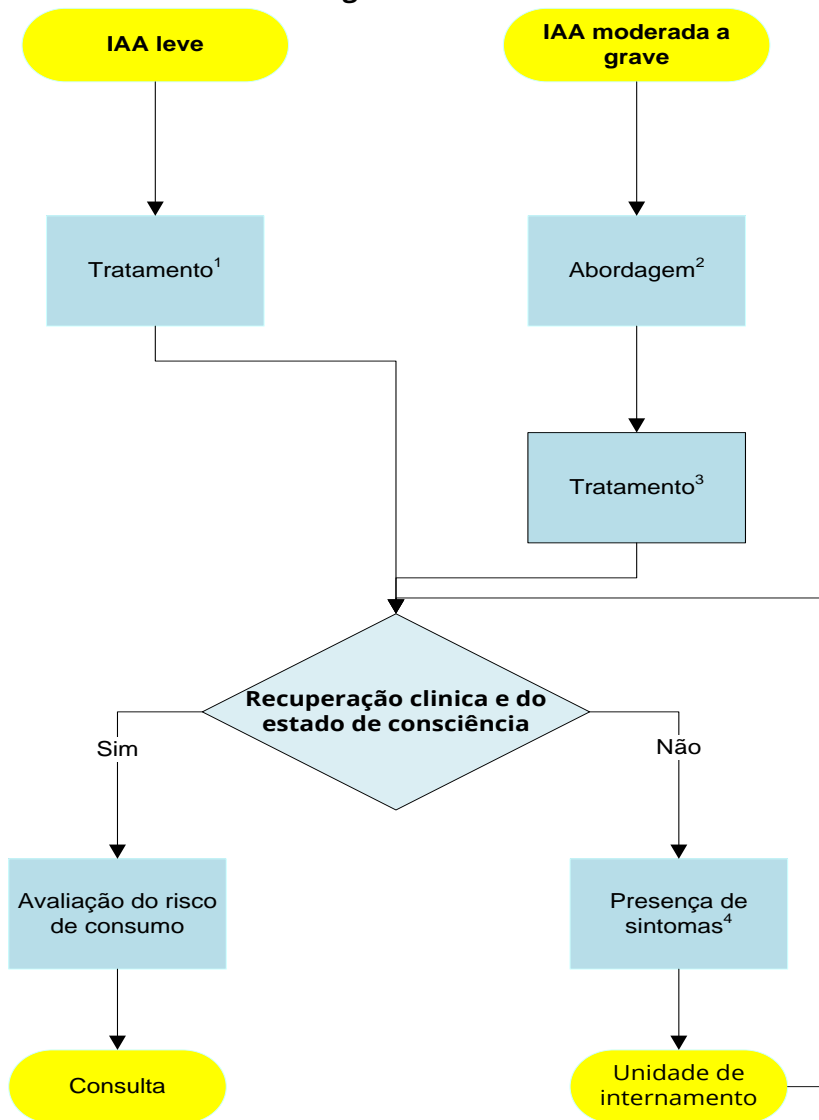 IAA leve
IAA moderada a
grave
Tratamento¹
Abordagem²
Tratamento³
Recuperação clinica e do
estado de consciência
Sim
Não
Avaliação do risco
de consumo
Presença de
sintomas⁴
Consulta
Unidade de
internamento